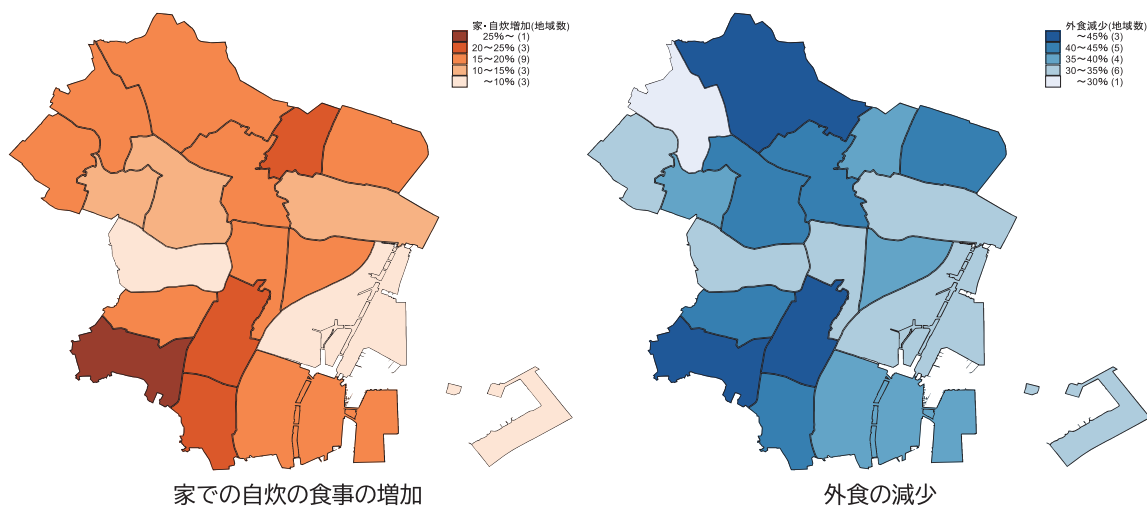 家・自炊増加(地域数)
25%〜 (1)
20〜25% (3)
15〜20% (9)
10〜15% (3)
〜10% (3)
外食減少(地域数)
〜45% (3)
40〜45% (5)
35〜40% (4)
30〜35% (6)
〜30% (1)
家での自炊の食事の増加
外食の減少